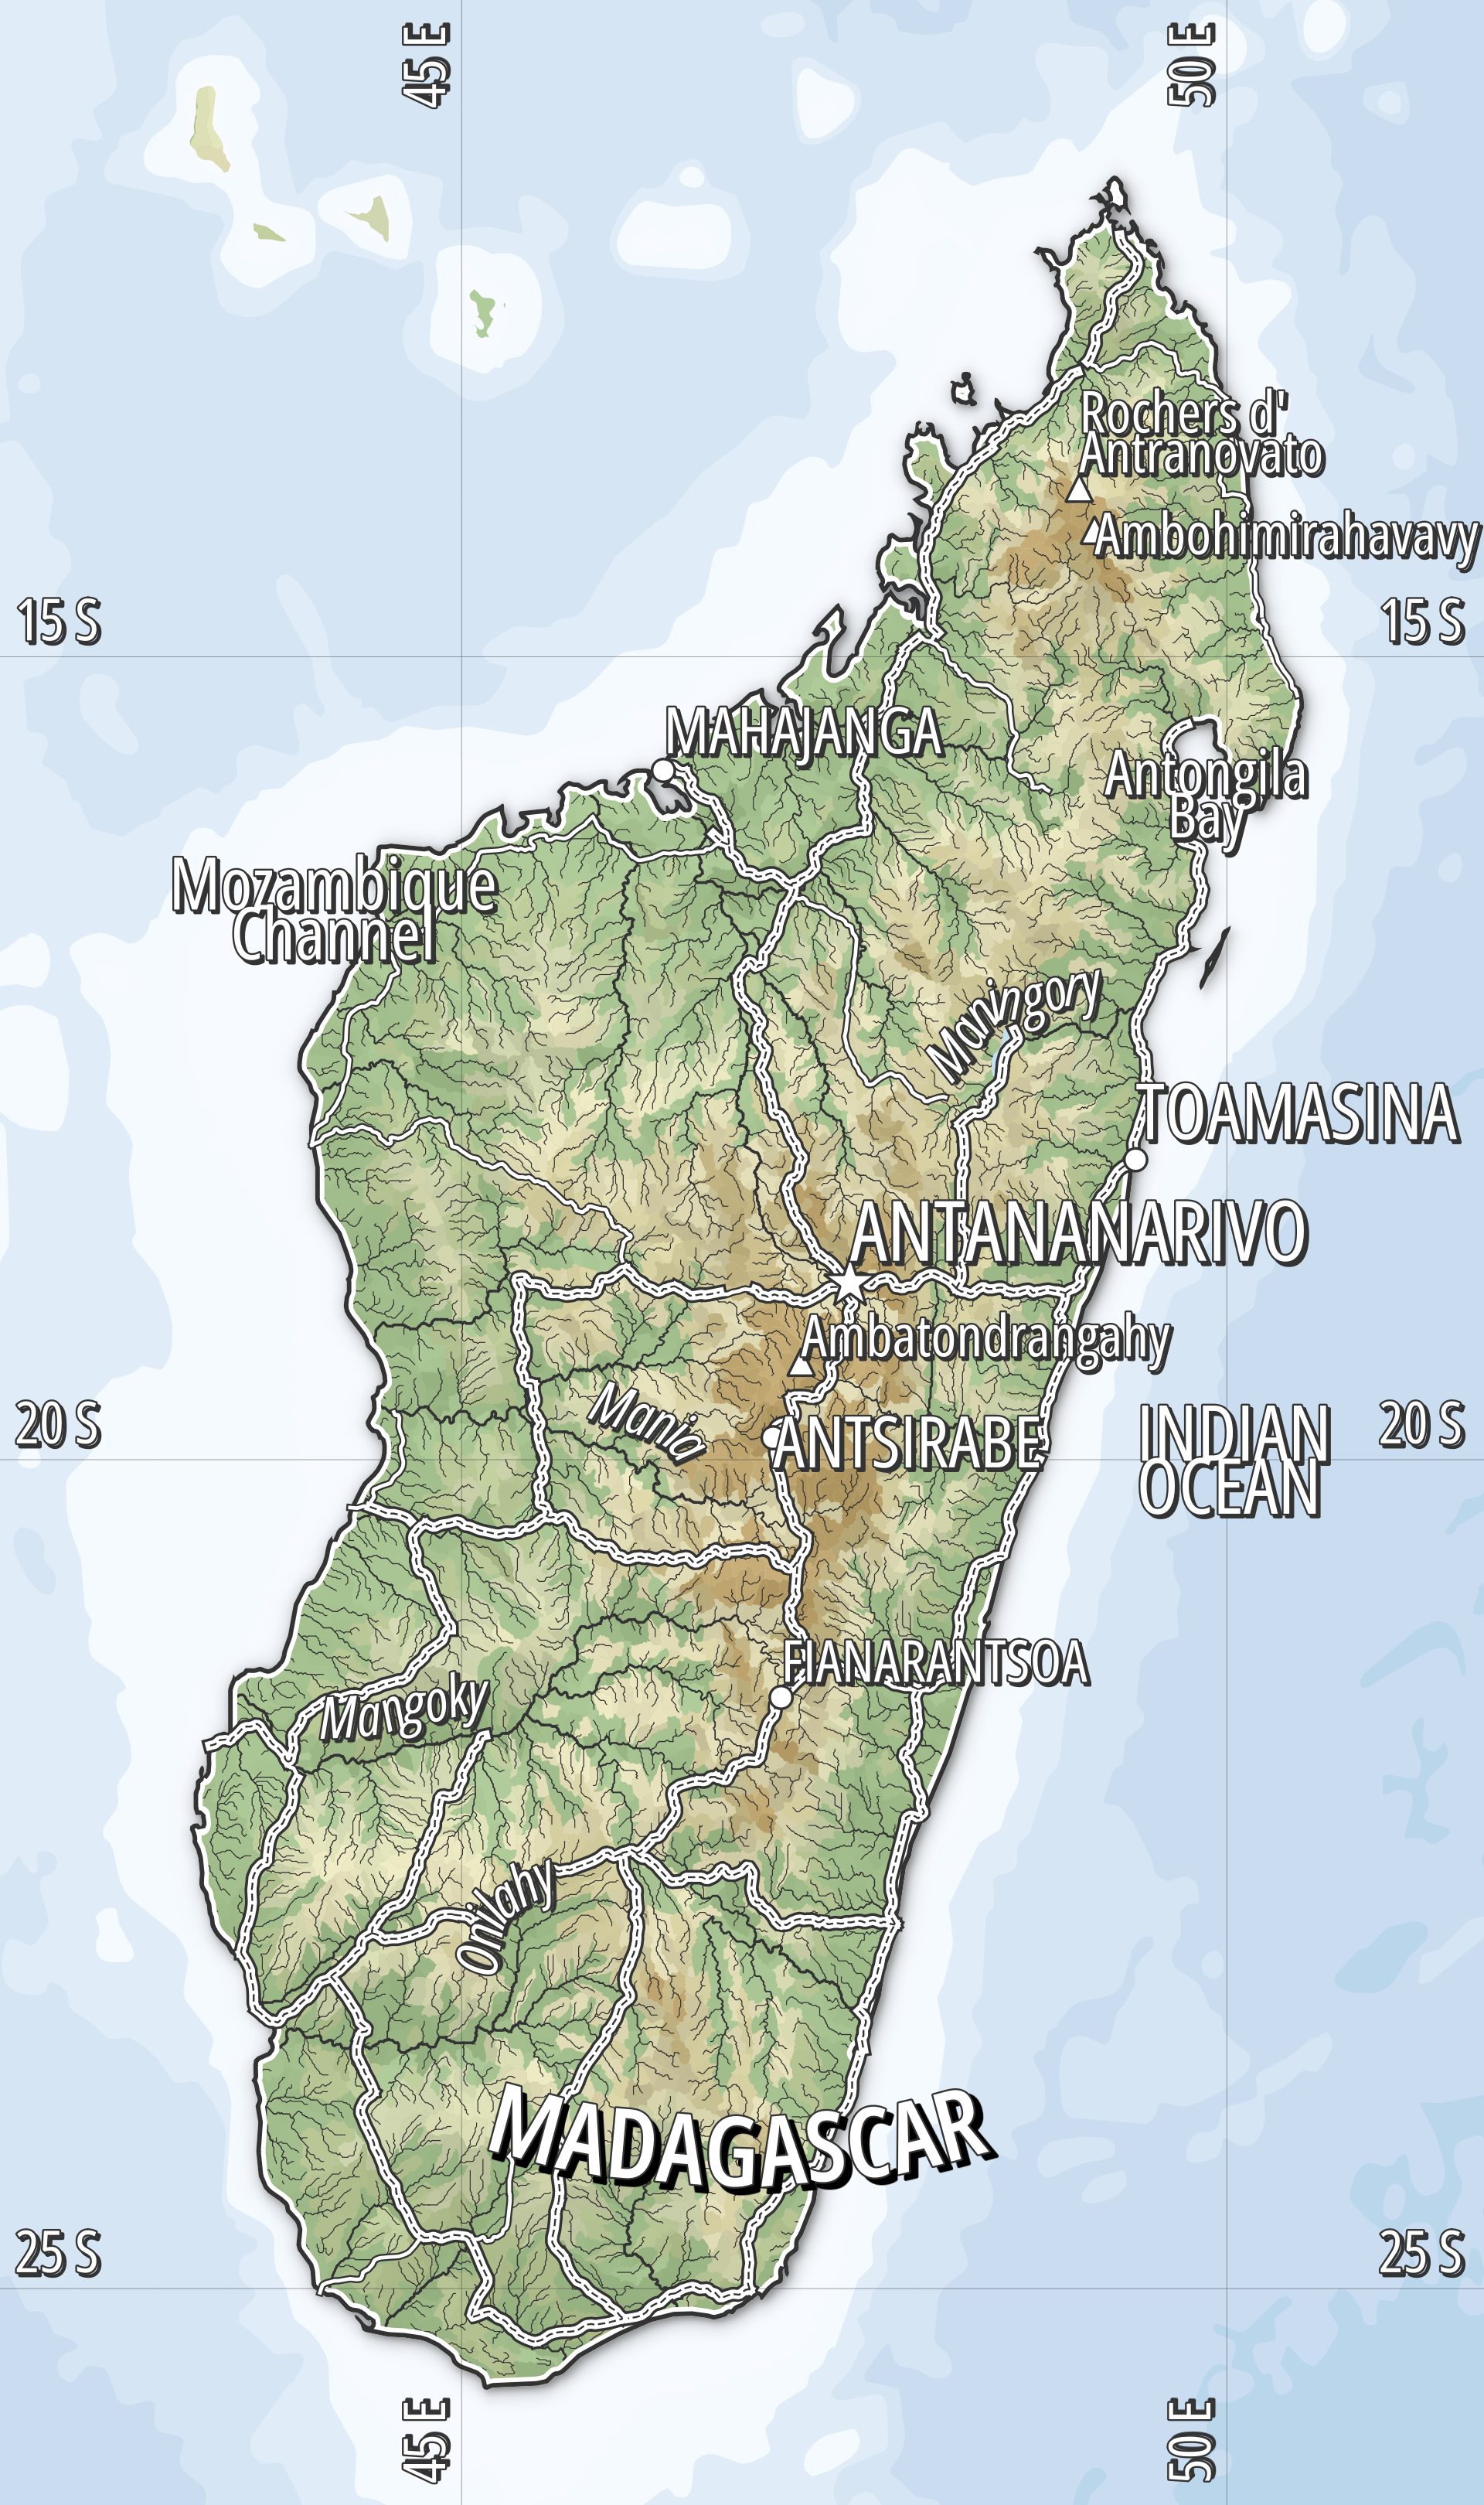 45 E
50 E
Rochers d'
Antranovato
Ambohimirahavavy
15 S
15 S
MAHAJANGA
Antongila
Bay
Mozambique
Channel
Maningory
TOAMASINA
ANTANANARIVO
Ambatondrangahy
Mania
20 S
ANTSIRABE
INDIAN
OCEAN
20 S
FIANARANTSOA
Mangoky
Onilahy
MADAGASCAR
25 S
25 S
45 E
50 E